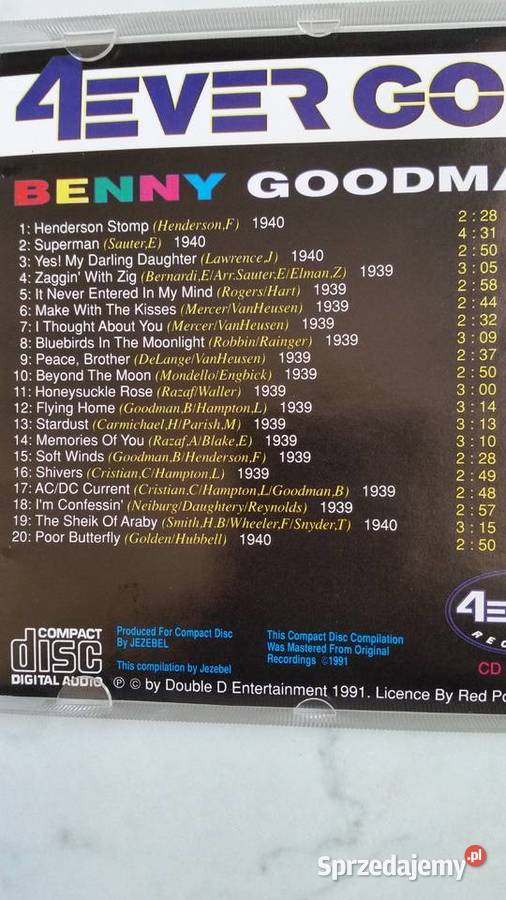 4EVER GO
BENNY GOODMA
1: Henderson Stomp (Henderson,F) 1940 2:28
2: Superman (Sauter,E) 1940 4:31
3: Yes! My Darling Daughter (Lawrence,J) 1940 2:50
4: Zaggin' With Zig (Bernardi,E/Arr.Sauter,E/Elman,Z) 1939 3:05
5: It Never Entered In My Mind (Rogers/Hart) 1939 2:58
6: Make With The Kisses (Mercer/VanHeusen) 1939 2:44
7: I Thought About You (Mercer/VanHeusen) 1939 2:32
8: Bluebirds In The Moonlight (Robbin/Rainger) 1939 3:09
9: Peace, Brother (DeLange/VanHeusen) 1939 2:37
10: Beyond The Moon (Mondello/Engbick) 1939 2:50
11: Honeysuckle Rose (Razaf/Waller) 1939 3:00
12: Flying Home (Goodman,B/Hampton,L) 1939 3:14
13: Stardust (Carmichael,H/Parish,M) 1939 3:13
14: Memories Of You (Razaf,A/Blake,E) 1939 3:10
15: Soft Winds (Goodman,B/Henderson,F) 1939 2:28
16: Shivers (Cristian,C/Hampton,L) 1939 2:49
17: AC/DC Current (Cristian,C/Hampton,L/Goodman,B) 1939 2:48
18: I'm Confessin' (Neiburg/Daughtery/Reynolds) 1939 2:57
19: The Sheik Of Araby (Smith,H.B/Wheeler,F/Snyder,T) 1940 3:15
20: Poor Butterfly (Golden/Hubbell) 1940 2:50
4E
REC
CD
COMPACT
disc
DIGITAL AUDIO
Produced For Compact Disc
By JEZEBEL
This compilation by Jezebel
This Compact Disc Compilation
Was Mastered From Original
Recordings ©1991
℗ © by Double D Entertainment 1991. Licence By Red Po
Sprzedajemy.pl